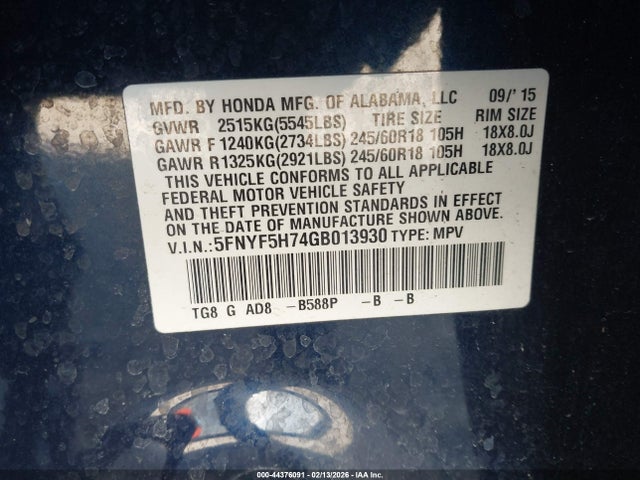 MFD. BY HONDA MFG. OF ALABAMA, LLC 09/'15
GVWR 2515KG(5545LBS) TIRE SIZE RIM SIZE
GAWR F 1240KG(2734LBS) 245/60R18 105H 18X8.0J
GAWR R 1325KG(2921LBS) 245/60R18 105H 18X8.0J
THIS VEHICLE CONFORMS TO ALL APPLICABLE
FEDERAL MOTOR VEHICLE SAFETY
AND THEFT PREVENTION STANDARDS IN EFFECT
ON THE DATE OF MANUFACTURE SHOWN ABOVE.
V.I.N.:5FNYF5H74GB013930 TYPE: MPV
TG8 G AD8 -B588P -B -B
000-44376091 - 02/13/2026 - IAA Inc.